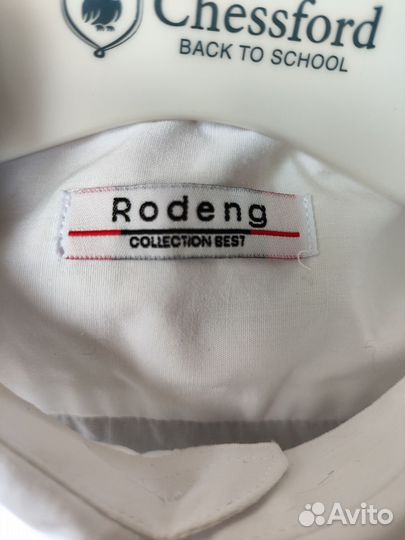 Chessford
BACK TO SCHOOL
Rodeng
COLLECTION BEST
Avito